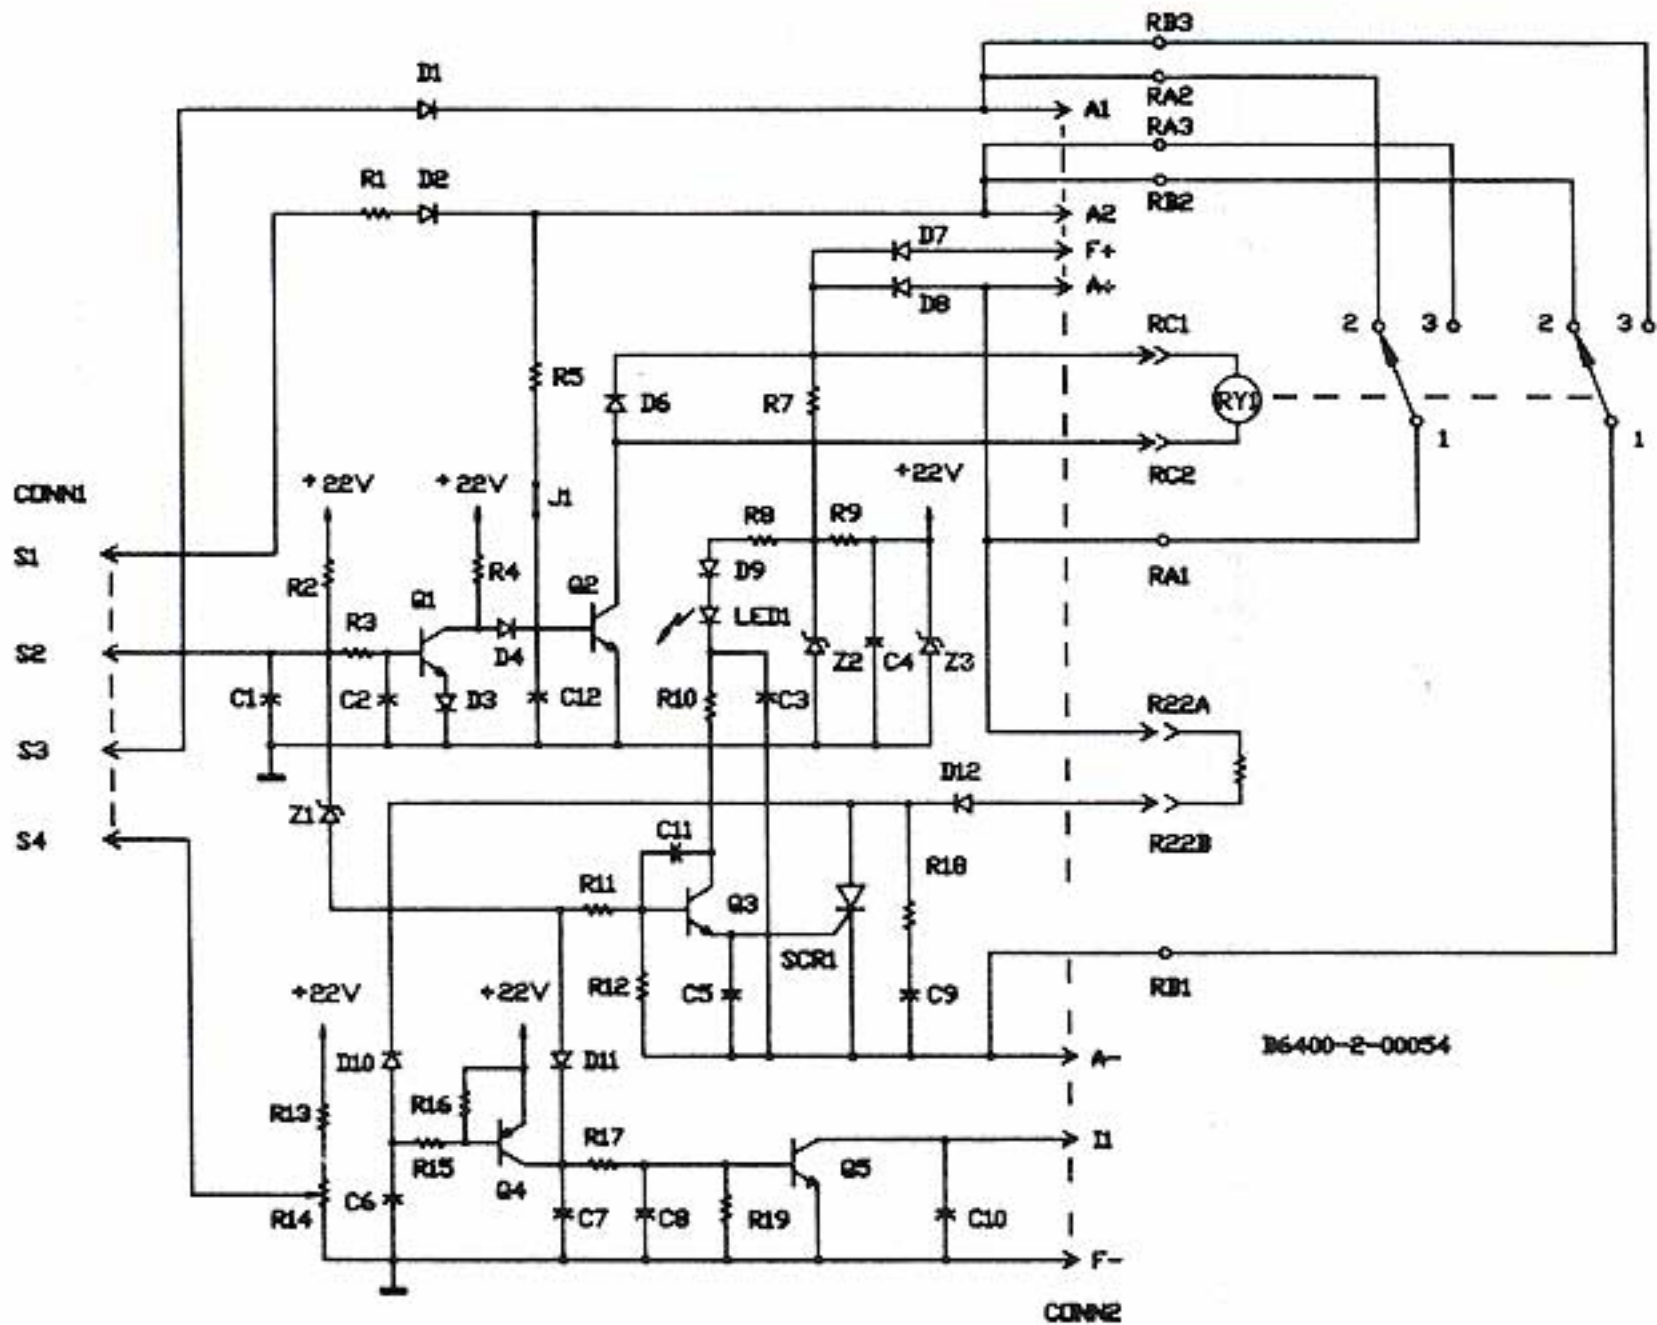 RB3
D1
RA2
A1
RA3
R1 D2
RB2
A2
D7
F+
A+
D8
RC1
2 3 2 3
R5
D6
R7
RY1
1 1
RC2
CONN1
+22V +22V
J1
+22V
R8 R9
S1
R2
R4
Q2
D9
RA1
Q1
LED1
R3
S2
D4
Z2 C4 Z3
C1 C2 D3 C12 R10 C3
R22A
S3
D12
Z1
C11
S4
R22B
R18
R11
Q3
SCR1
R12 C5 C9
RB1
+22V +22V
D6400-2-00054
D10 D11 A-
R16
R13
R17
I1
R15
Q4
Q5
C6
R14
C7 C8 R19 C10
F-
CONN2